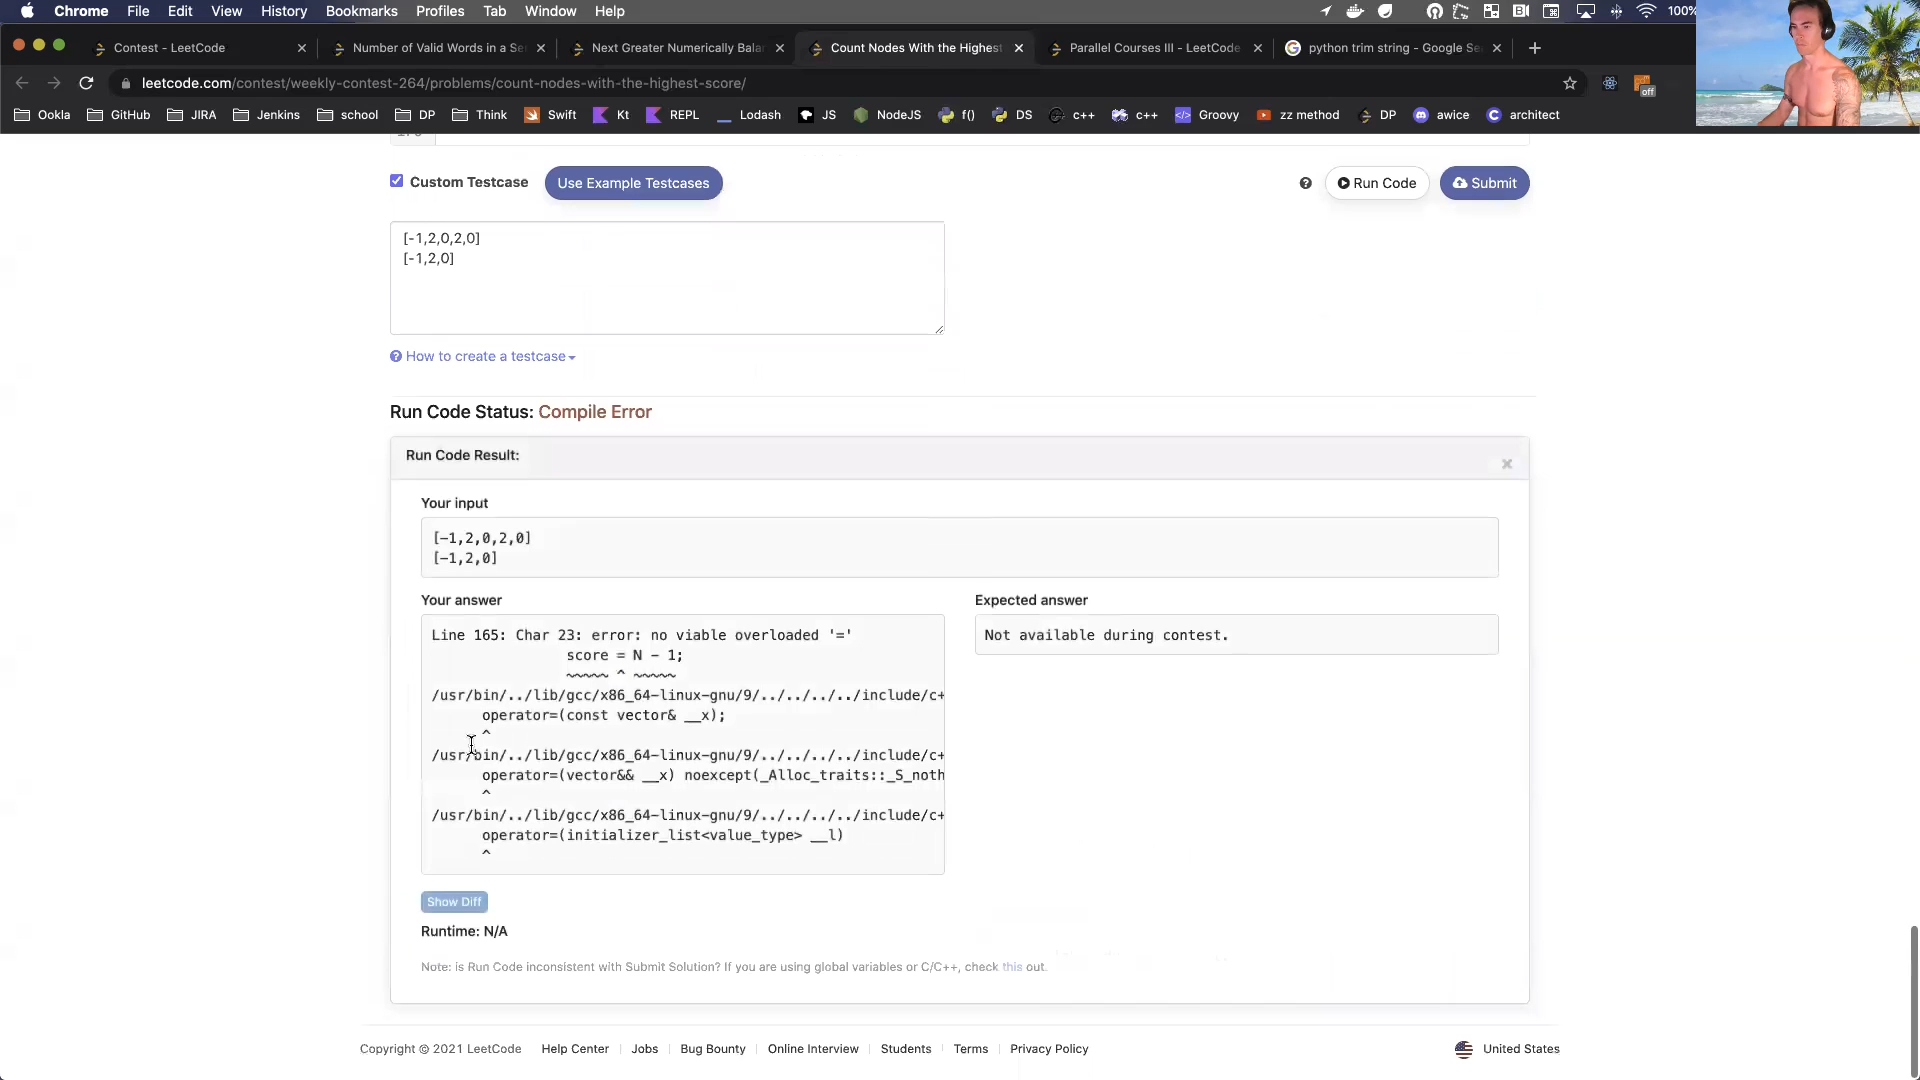 Chrome File Edit View History Bookmarks Profiles Tab Window Help 100%
Contest - LeetCode
Number of Valid Words in a Se
Next Greater Numerically Bala
Count Nodes With the Highest
Parallel Courses III - LeetCode
python trim string - Google Se
leetcode.com/contest/weekly-contest-264/problems/count-nodes-with-the-highest-score/
off
Ookla GitHub JIRA Jenkins school DP Think Swift Kt REPL Lodash JS NodeJS f() DS c++ c++ Groovy zz method DP awice architect
Custom Testcase
Use Example Testcases
Run Code
Submit
[-1,2,0,2,0]
[-1,2,0]
How to create a testcase
Run Code Status: Compile Error
Run Code Result:
Your input
[-1,2,0,2,0]
[-1,2,0]
Your answer
Expected answer
Line 165: Char 23: error: no viable overloaded '='
score = N - 1;
~~~~~ ^ ~~~~~
/usr/bin/../lib/gcc/x86_64-linux-gnu/9/../../../../include/c+
operator=(const vector& __x);
^
/usr/bin/../lib/gcc/x86_64-linux-gnu/9/../../../../include/c+
operator=(vector&& __x) noexcept(_Alloc_traits::_S_noth
^
/usr/bin/../lib/gcc/x86_64-linux-gnu/9/../../../../include/c+
operator=(initializer_list<value_type> __l)
^
Not available during contest.
Show Diff
Runtime: N/A
Note: is Run Code inconsistent with Submit Solution? If you are using global variables or C/C++, check this out.
Copyright © 2021 LeetCode Help Center Jobs Bug Bounty Online Interview Students Terms Privacy Policy United States